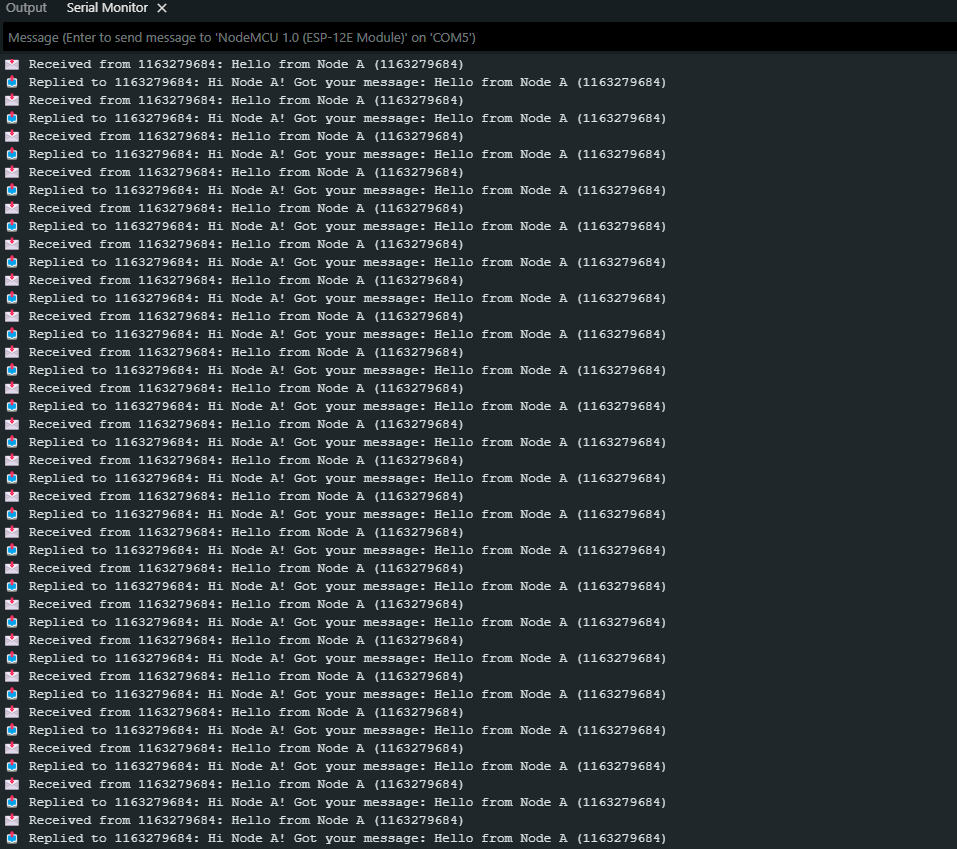 Output Serial Monitor ✕
Message (Enter to send message to 'NodeMCU 1.0 (ESP-12E Module)' on 'COM5')
📩 Received from 1163279684: Hello from Node A (1163279684)
📤 Replied to 1163279684: Hi Node A! Got your message: Hello from Node A (1163279684)
📩 Received from 1163279684: Hello from Node A (1163279684)
📤 Replied to 1163279684: Hi Node A! Got your message: Hello from Node A (1163279684)
📩 Received from 1163279684: Hello from Node A (1163279684)
📤 Replied to 1163279684: Hi Node A! Got your message: Hello from Node A (1163279684)
📩 Received from 1163279684: Hello from Node A (1163279684)
📤 Replied to 1163279684: Hi Node A! Got your message: Hello from Node A (1163279684)
📩 Received from 1163279684: Hello from Node A (1163279684)
📤 Replied to 1163279684: Hi Node A! Got your message: Hello from Node A (1163279684)
📩 Received from 1163279684: Hello from Node A (1163279684)
📤 Replied to 1163279684: Hi Node A! Got your message: Hello from Node A (1163279684)
📩 Received from 1163279684: Hello from Node A (1163279684)
📤 Replied to 1163279684: Hi Node A! Got your message: Hello from Node A (1163279684)
📩 Received from 1163279684: Hello from Node A (1163279684)
📤 Replied to 1163279684: Hi Node A! Got your message: Hello from Node A (1163279684)
📩 Received from 1163279684: Hello from Node A (1163279684)
📤 Replied to 1163279684: Hi Node A! Got your message: Hello from Node A (1163279684)
📩 Received from 1163279684: Hello from Node A (1163279684)
📤 Replied to 1163279684: Hi Node A! Got your message: Hello from Node A (1163279684)
📩 Received from 1163279684: Hello from Node A (1163279684)
📤 Replied to 1163279684: Hi Node A! Got your message: Hello from Node A (1163279684)
📩 Received from 1163279684: Hello from Node A (1163279684)
📤 Replied to 1163279684: Hi Node A! Got your message: Hello from Node A (1163279684)
📩 Received from 1163279684: Hello from Node A (1163279684)
📤 Replied to 1163279684: Hi Node A! Got your message: Hello from Node A (1163279684)
📩 Received from 1163279684: Hello from Node A (1163279684)
📤 Replied to 1163279684: Hi Node A! Got your message: Hello from Node A (1163279684)
📩 Received from 1163279684: Hello from Node A (1163279684)
📤 Replied to 1163279684: Hi Node A! Got your message: Hello from Node A (1163279684)
📩 Received from 1163279684: Hello from Node A (1163279684)
📤 Replied to 1163279684: Hi Node A! Got your message: Hello from Node A (1163279684)
📩 Received from 1163279684: Hello from Node A (1163279684)
📤 Replied to 1163279684: Hi Node A! Got your message: Hello from Node A (1163279684)
📩 Received from 1163279684: Hello from Node A (1163279684)
📤 Replied to 1163279684: Hi Node A! Got your message: Hello from Node A (1163279684)
📩 Received from 1163279684: Hello from Node A (1163279684)
📤 Replied to 1163279684: Hi Node A! Got your message: Hello from Node A (1163279684)
📩 Received from 1163279684: Hello from Node A (1163279684)
📤 Replied to 1163279684: Hi Node A! Got your message: Hello from Node A (1163279684)
📩 Received from 1163279684: Hello from Node A (1163279684)
📤 Replied to 1163279684: Hi Node A! Got your message: Hello from Node A (1163279684)
📩 Received from 1163279684: Hello from Node A (1163279684)
📤 Replied to 1163279684: Hi Node A! Got your message: Hello from Node A (1163279684)